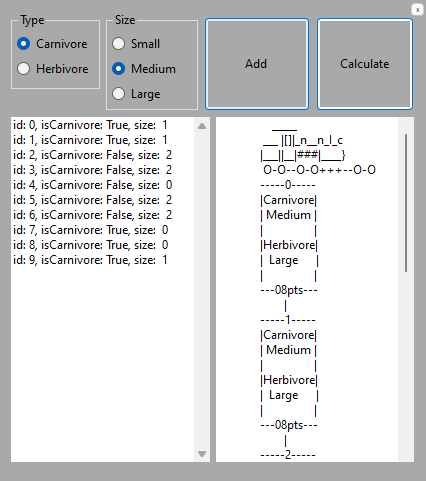 x
Type
Carnivore
Herbivore
Size
Small
Medium
Large
Add
Calculate
id: 0, isCarnivore: True, size:  1
id: 1, isCarnivore: True, size:  1
id: 2, isCarnivore: False, size:  2
id: 3, isCarnivore: False, size:  2
id: 4, isCarnivore: False, size:  0
id: 5, isCarnivore: False, size:  2
id: 6, isCarnivore: False, size:  2
id: 7, isCarnivore: True, size:  0
id: 8, isCarnivore: True, size:  0
id: 9, isCarnivore: True, size:  1
____
___ |[]|_n__n_I_c
|___||__|###|____}
O-O--O-O+++--O-O
-----0-----
|Carnivore|
| Medium |
|         |
|Herbivore|
|  Large    |
|         |
---08pts---
|
-----1-----
|Carnivore|
| Medium |
|         |
|Herbivore|
|  Large    |
|         |
---08pts---
|
-----2-----